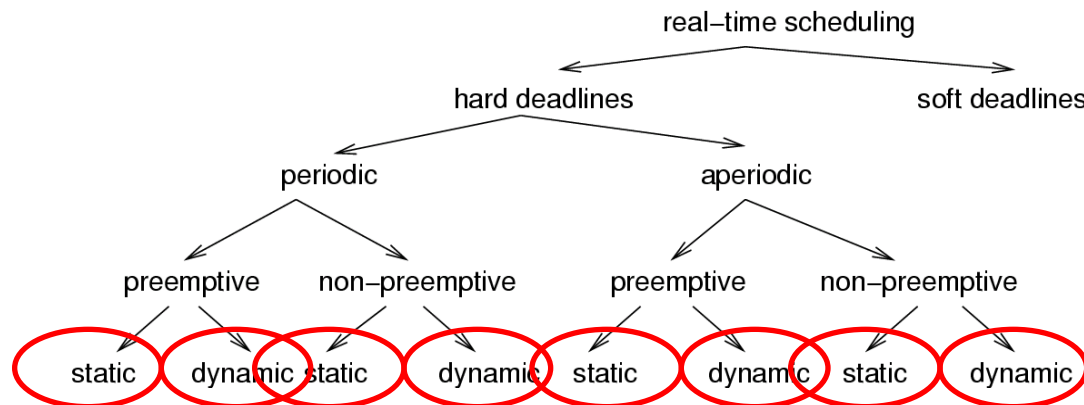 real−time scheduling
hard deadlines soft deadlines
periodic aperiodic
preemptive non−preemptive preemptive non−preemptive
static dynamic static dynamic static dynamic static dynamic